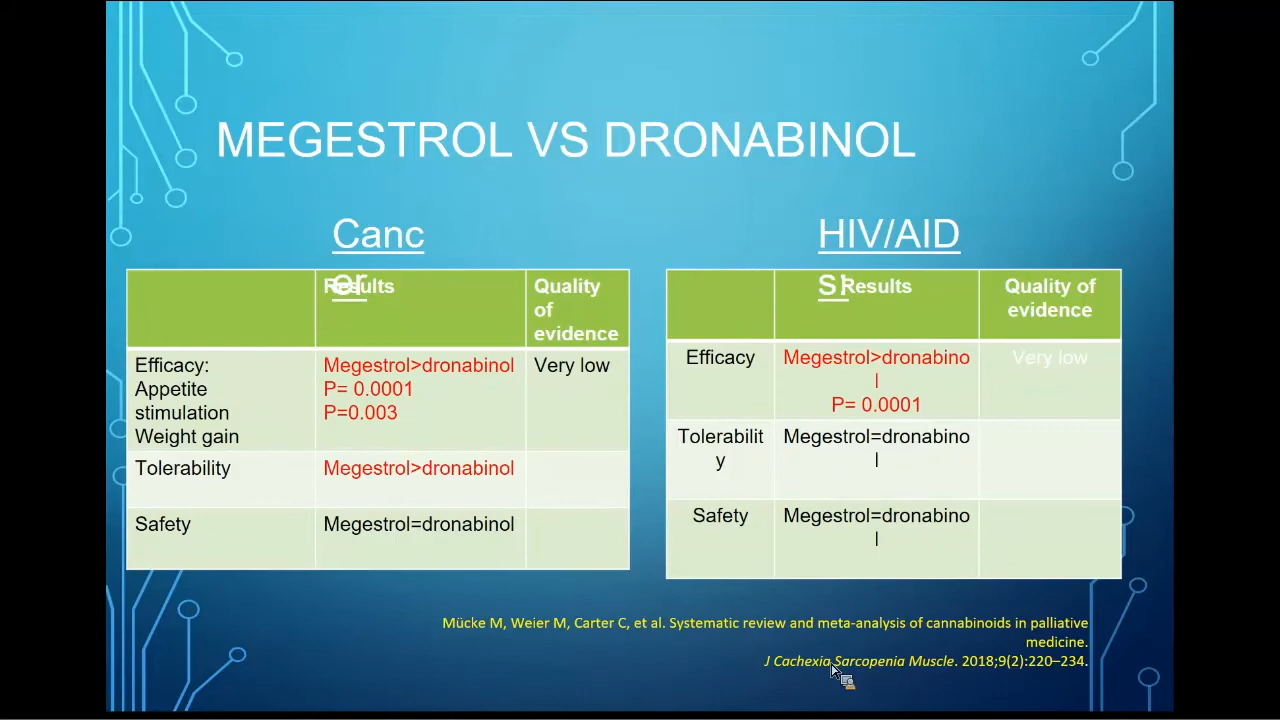 MEGESTROL VS DRONABINOL
Canc
er
Results
Quality
of
evidence
Efficacy:
Appetite
stimulation
Weight gain
Megestrol>dronabinol
P= 0.0001
P=0.003
Very low
Tolerability
Megestrol>dronabinol
Safety
Megestrol=dronabinol
HIV/AID
S:
Results
Quality of
evidence
Efficacy
Megestrol>dronabino
l
P= 0.0001
Very low
Tolerabilit
y
Megestrol=dronabino
l
Safety
Megestrol=dronabino
l
Mücke M, Weier M, Carter C, et al. Systematic review and meta-analysis of cannabinoids in palliative
medicine.
J Cachexia Sarcopenia Muscle. 2018;9(2):220–234.